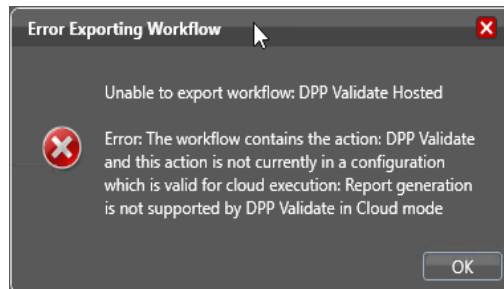 Error Exporting Workflow
Unable to export workflow: DPP Validate Hosted
Error: The workflow contains the action: DPP Validate
and this action is not currently in a configuration
which is valid for cloud execution: Report generation
is not supported by DPP Validate in Cloud mode
OK